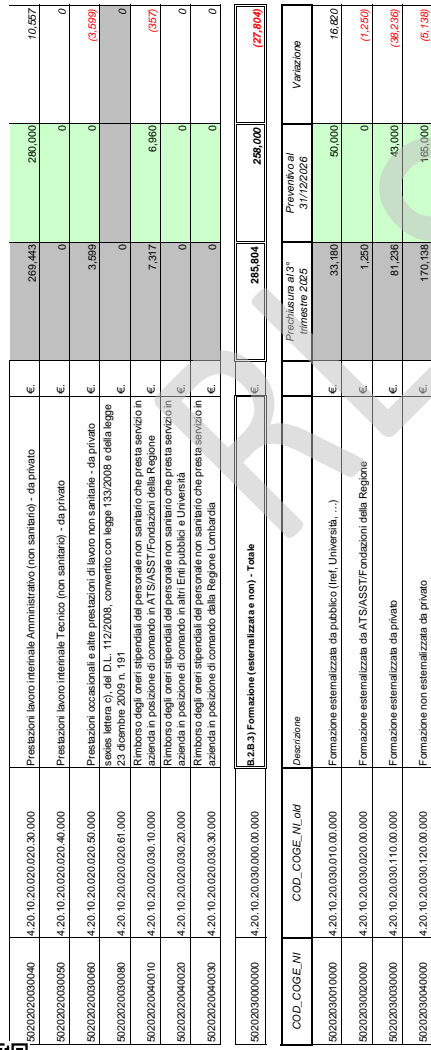 50202020030040 4.20.10.20.020.020.30.000 Prestazioni lavoro interinale Amministrativo (non sanitario) - da privato €. 269,443 280,000 10,557
50202020030050 4.20.10.20.020.020.40.000 Prestazioni lavoro interinale Tecnico (non sanitario) - da privato €. 0 0 0
50202020030060 4.20.10.20.020.020.50.000 Prestazioni occasionali e altre prestazioni di lavoro non sanitarie - da privato €. 3,599 0 (3,599)
50202020030080 4.20.10.20.020.020.61.000 sexies lettera c), del D.L. 112/2008, convertito con legge 133/2008 e della legge
23 dicembre 2009 n. 191 €. 0 0
50202020040010 4.20.10.20.020.030.10.000 Rimborso degli oneri stipendiali del personale non sanitario che presta servizio in
azienda in posizione di comando in ATS/ASST/Fondazioni della Regione €. 7,317 6,960 (357)
50202020040020 4.20.10.20.020.030.20.000 Rimborso degli oneri stipendiali del personale non sanitario che presta servizio in
azienda in posizione di comando in altri Enti pubblici e Università €. 0 0 0
50202020040030 4.20.10.20.020.030.30.000 Rimborso degli oneri stipendiali del personale non sanitario che presta servizio in
azienda in posizione di comando dalla Regione Lombardia €. 0 0 0
50202030000000 4.20.10.20.030.000.00.000 B.2.B.3) Formazione (esternalizzata e non) - Totale €. 285,804 258,000 (27,804)
COD_COGE_NI COD_COGE_NI_old Descrizione Prechiusura al 3° trimestre 2025 Preventivo al 31/12/2026 Variazione
50202030010000 4.20.10.20.030.010.00.000 Formazione esternalizzata da pubblico (Iref, Università, …) €. 33,180 50,000 16,820
50202030020000 4.20.10.20.030.020.00.000 Formazione esternalizzata da ATS/ASST/Fondazioni della Regione €. 1,250 0 (1,250)
50202030030000 4.20.10.20.030.110.00.000 Formazione esternalizzata da privato €. 81,236 43,000 (38,236)
50202030040000 4.20.10.20.030.120.00.000 Formazione non esternalizzata da privato €. 170,138 165,000 (5,138)